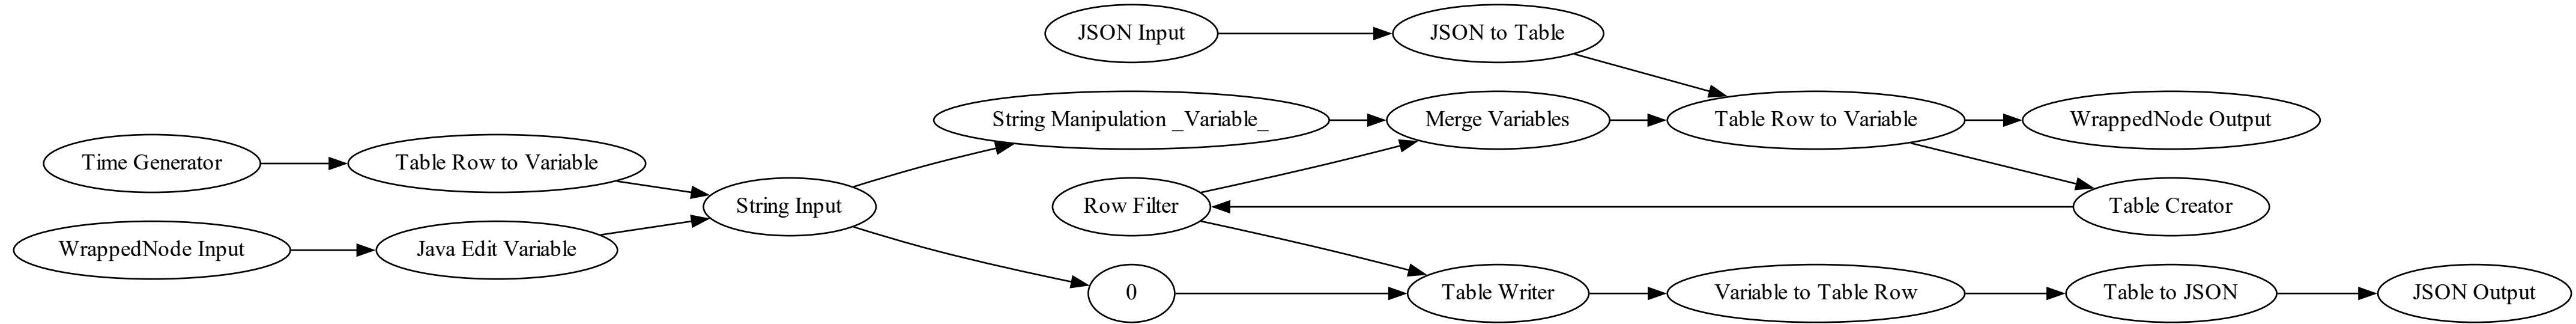 JSON Input
JSON to Table
String Manipulation _Variable_
Merge Variables
Table Row to Variable
WrappedNode Output
Time Generator
Table Row to Variable
String Input
Row Filter
Table Creator
WrappedNode Input
Java Edit Variable
0
Table Writer
Variable to Table Row
Table to JSON
JSON Output